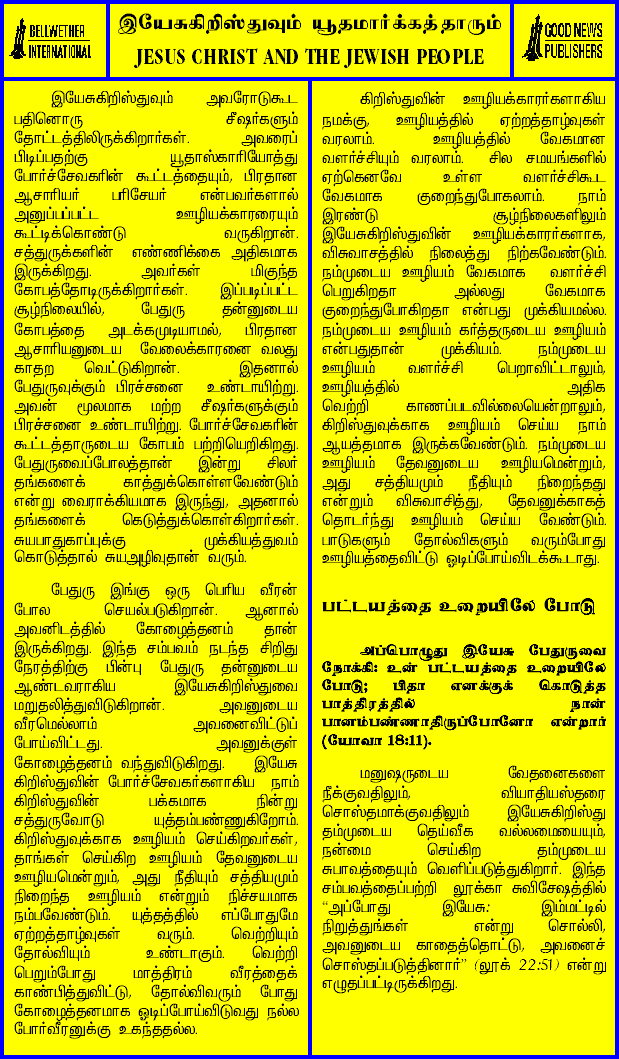 BELLWETHER
INTERNATIONAL
இயேசுகிறிஸ்துவும் யூதமார்க்கத்தாரும்
JESUS CHRIST AND THE JEWISH PEOPLE
GOOD NEWS
PUBLISHERS
இயேசுகிறிஸ்துவும் அவரோடுகூட
பதினொரு சீஷர்களும்
தோட்டத்திலிருக்கிறார்கள். அவரைப்
பிடிப்பதற்கு யூதாஸ்காரியோத்து
போர்ச்சேவகரின் கூட்டத்தையும், பிரதான
ஆசாரியர் பரிசேயர் என்பவர்களால்
அனுப்பப்பட்ட ஊழியக்காரரையும்
கூட்டிக்கொண்டு வருகிறான்.
சத்துருக்களின் எண்ணிக்கை அதிகமாக
இருக்கிறது. அவர்கள் மிகுந்த
கோபத்தோடிருக்கிறார்கள். இப்படிப்பட்ட
சூழ்நிலையில், பேதுரு தன்னுடைய
கோபத்தை அடக்கமுடியாமல், பிரதான
ஆசாரியனுடைய வேலைக்காரனை வலது
காதற வெட்டுகிறான். இதனால்
பேதுருவுக்கும் பிரச்சனை உண்டாயிற்று.
அவன் மூலமாக மற்ற சீஷர்களுக்கும்
பிரச்சனை உண்டாயிற்று. போர்ச்சேவகரின்
கூட்டத்தாருடைய கோபம் பற்றியெறிகிறது.
பேதுருவைப்போலத்தான் இன்று சிலர்
தங்களைக் காத்துக்கொள்ளவேண்டும்
என்று வைராக்கியமாக இருந்து, அதனால்
தங்களைக் கெடுத்துக்கொள்கிறார்கள்.
சுயபாதுகாப்புக்கு முக்கியத்துவம்
கொடுத்தால் சுயஅழிவுதான் வரும்.
பேதுரு இங்கு ஒரு பெரிய வீரன்
போல செயல்படுகிறான். ஆனால்
அவனிடத்தில் கோழைத்தனம் தான்
இருக்கிறது. இந்த சம்பவம் நடந்த சிறிது
நேரத்திற்கு பின்பு பேதுரு தன்னுடைய
ஆண்டவராகிய இயேசுகிறிஸ்துவை
மறுதலித்துவிடுகிறான். அவனுடைய
வீரமெல்லாம் அவனைவிட்டுப்
போய்விட்டது. அவனுக்குள்
கோழைத்தனம் வந்துவிடுகிறது. இயேசு
கிறிஸ்துவின் போர்ச்சேவகர்களாகிய நாம்
கிறிஸ்துவின் பக்கமாக நின்று
சத்துருவோடு யுத்தம்பண்ணுகிறோம்.
கிறிஸ்துவுக்காக ஊழியம் செய்கிறவர்கள்,
தாங்கள் செய்கிற ஊழியம் தேவனுடைய
ஊழியமென்றும், அது நீதியும் சத்தியமும்
நிறைந்த ஊழியம் என்றும் நிச்சயமாக
நம்பவேண்டும். யுத்தத்தில் எப்போதுமே
ஏற்றத்தாழ்வுகள் வரும். வெற்றியும்
தோல்வியும் உண்டாகும். வெற்றி
பெறும்போது மாத்திரம் வீரத்தைக்
காண்பித்துவிட்டு, தோல்விவரும் போது
கோழைத்தனமாக ஓடிப்போய்விடுவது நல்ல
போர்வீரனுக்கு உகந்ததல்ல.
கிறிஸ்துவின் ஊழியக்காரர்களாகிய
நமக்கு, ஊழியத்தில் ஏற்றத்தாழ்வுகள்
வரலாம். ஊழியத்தில் வேகமான
வளர்ச்சியும் வரலாம். சில சமயங்களில்
ஏற்கெனவே உள்ள வளர்ச்சிகூட
வேகமாக குறைந்துபோகலாம். நாம்
இரண்டு சூழ்நிலைகளிலும்
இயேசுகிறிஸ்துவின் ஊழியக்காரர்களாக,
விசுவாசத்தில் நிலைத்து நிற்கவேண்டும்.
நம்முடைய ஊழியம் வேகமாக வளர்ச்சி
பெறுகிறதா அல்லது வேகமாக
குறைந்துபோகிறதா என்பது முக்கியமல்ல.
நம்முடைய ஊழியம் கர்த்தருடைய ஊழியம்
என்பதுதான் முக்கியம். நம்முடைய
ஊழியம் வளர்ச்சி பெறாவிட்டாலும்,
ஊழியத்தில் அதிக
வெற்றி காணப்படவில்லையென்றாலும்,
கிறிஸ்துவுக்காக ஊழியம் செய்ய நாம்
ஆயத்தமாக இருக்கவேண்டும். நம்முடைய
ஊழியம் தேவனுடைய ஊழியமென்றும்,
அது சத்தியமும் நீதியும் நிறைந்தது
என்றும் விசுவாசித்து, தேவனுக்காகத்
தொடர்ந்து ஊழியம் செய்ய வேண்டும்.
பாடுகளும் தோல்விகளும் வரும்போது
ஊழியத்தைவிட்டு ஓடிப்போய்விடக்கூடாது.
பட்டயத்தை உறையிலே போடு
அப்பொழுது இயேசு பேதுருவை
நோக்கி: உன் பட்டயத்தை உறையிலே
போடு; பிதா எனக்குக் கொடுத்த
பாத்திரத்தில் நான்
பானம்பண்ணாதிருப்பேனோ என்றார்
(யோவா 18:11).
மனுஷருடைய வேதனைகளை
நீக்குவதிலும், வியாதியஸ்தரை
சொஸ்தமாக்குவதிலும் இயேசுகிறிஸ்து
தம்முடைய தெய்வீக வல்லமையையும்,
நன்மை செய்கிற தம்முடைய
சுபாவத்தையும் வெளிப்படுத்துகிறார். இந்த
சம்பவத்தைப்பற்றி லூக்கா சுவிசேஷத்தில்
“அப்போது இயேசு: இம்மட்டில்
நிறுத்துங்கள் என்று சொல்லி,
அவனுடைய காதைத்தொட்டு, அவனைச்
சொஸ்தப்படுத்தினார்” (லூக் 22:51) என்று
எழுதப்பட்டிருக்கிறது.